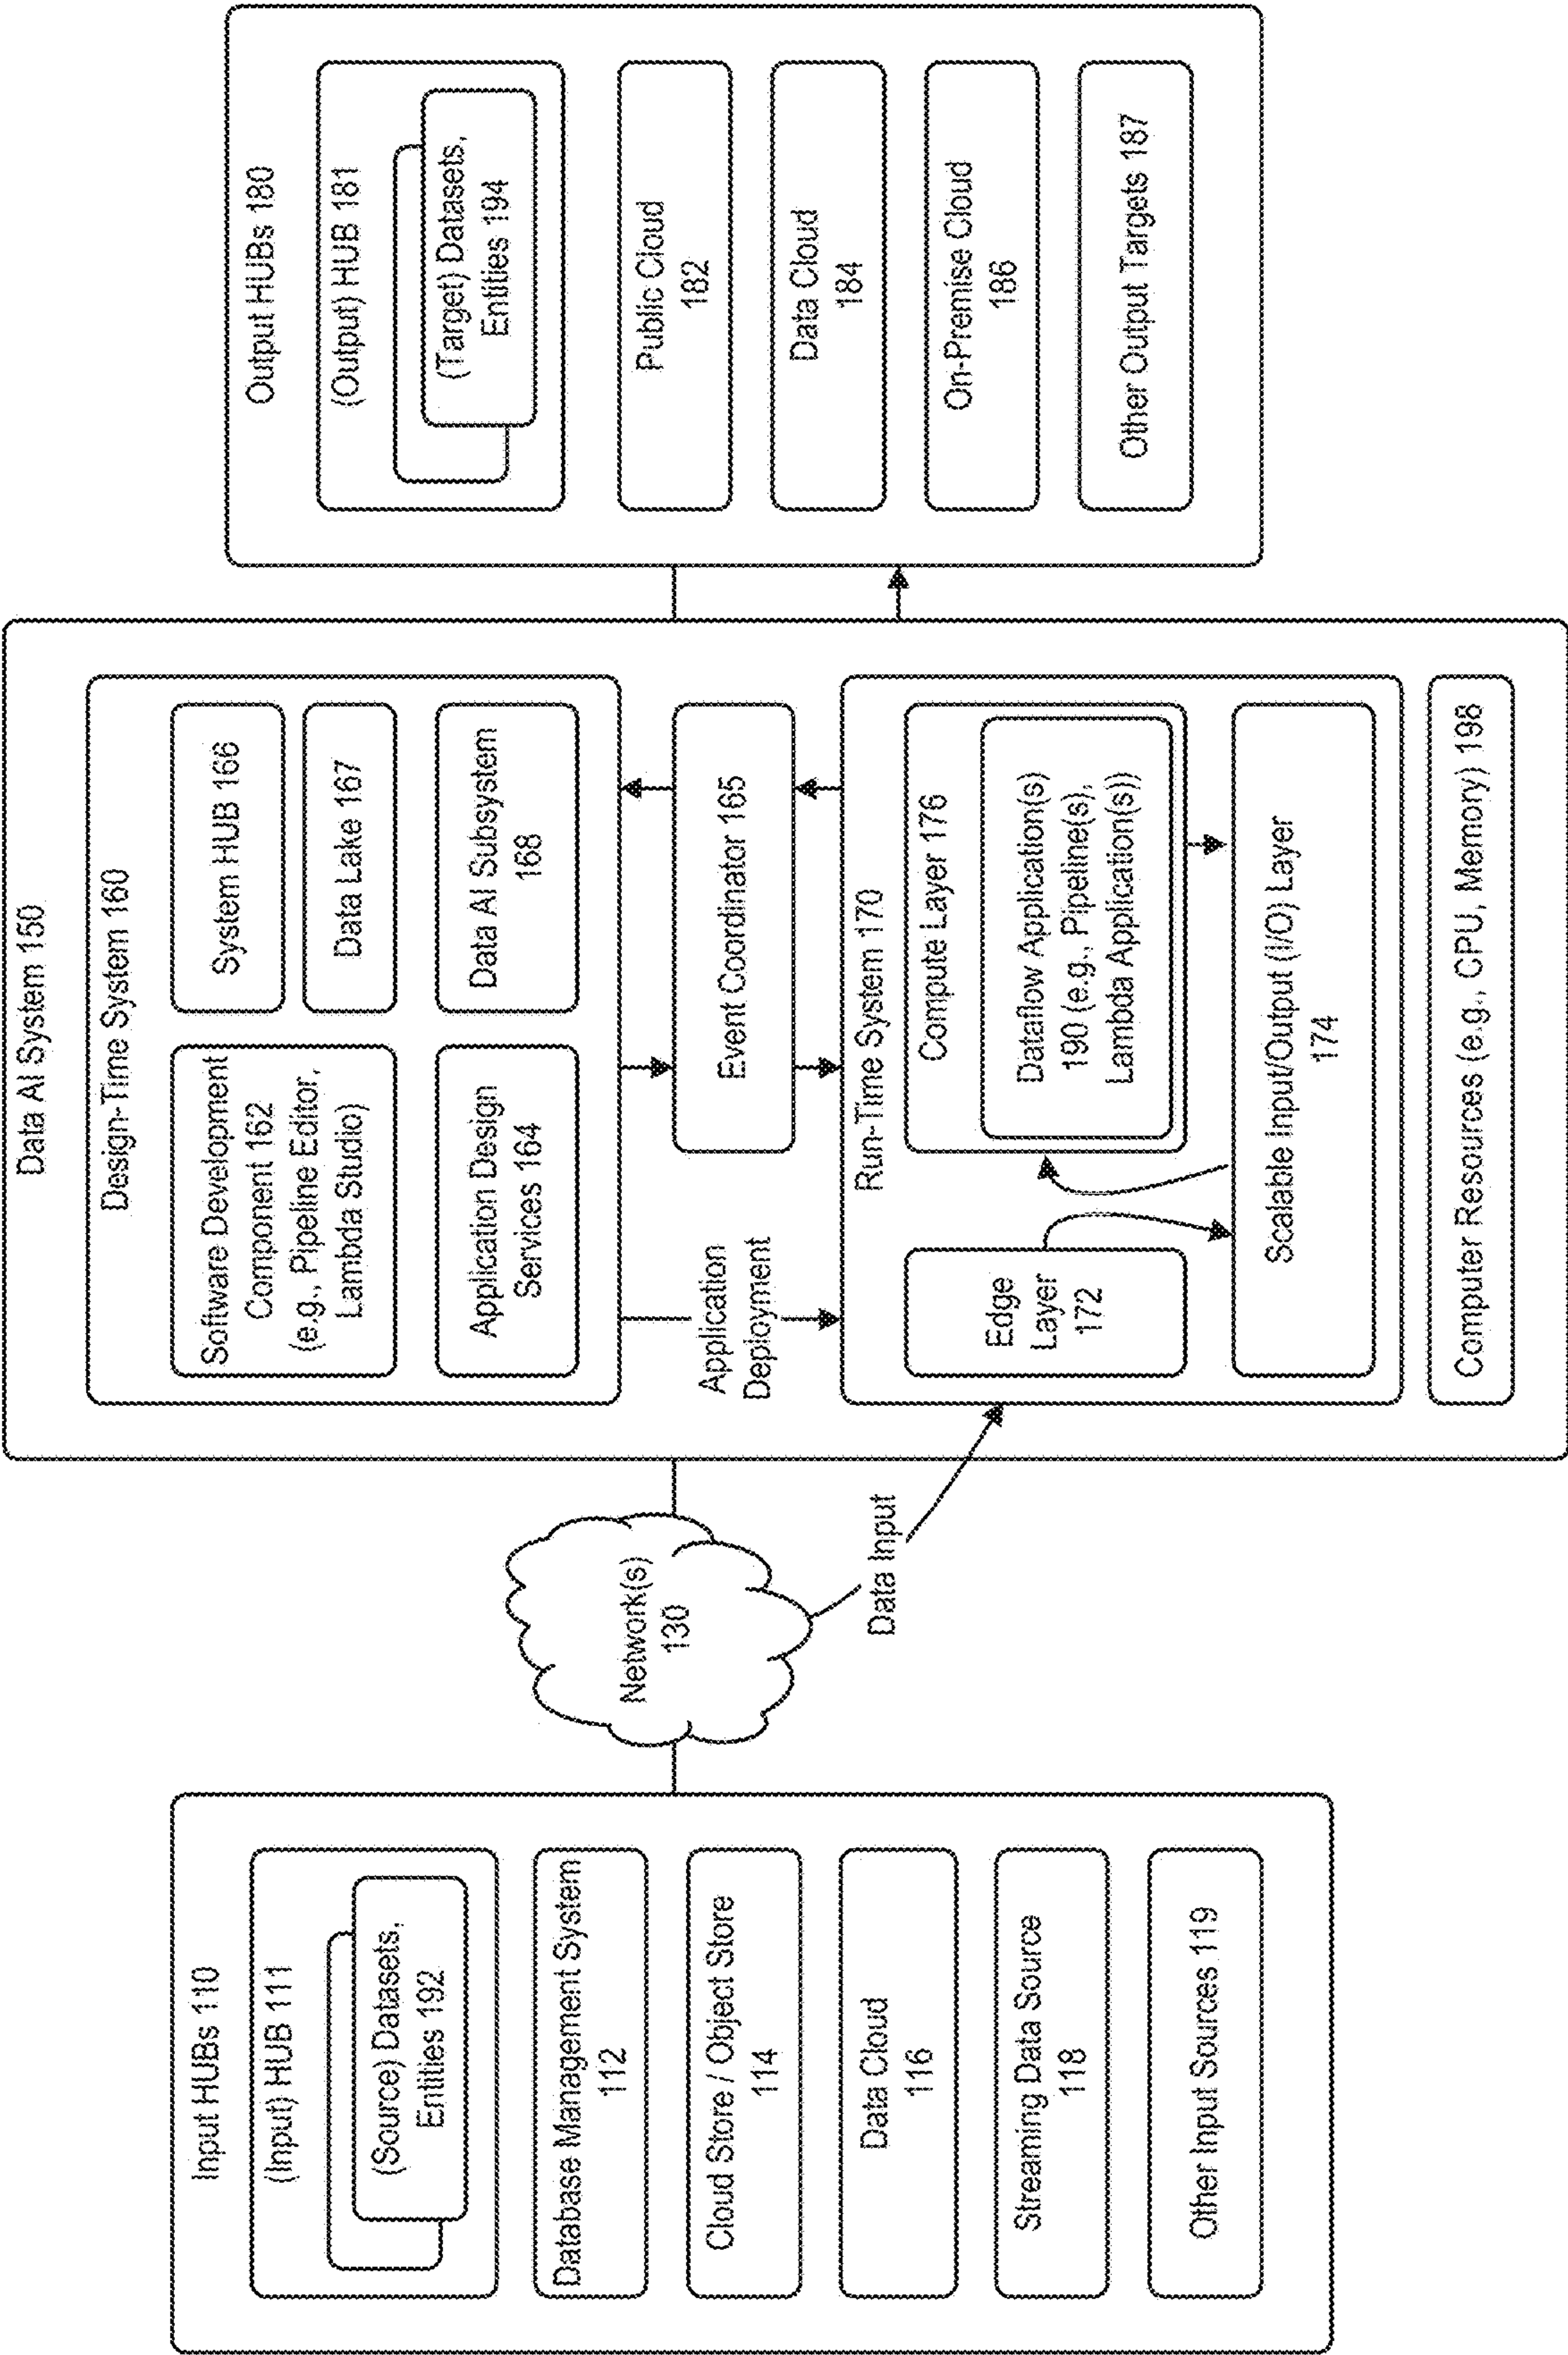 Input HUBs 110
(Input) HUB 111
(Source) Datasets,
Entities 192
Database Management System
112
Cloud Store / Object Store
114
Data Cloud
116
Streaming Data Source
118
Other Input Sources 119
Network(s)
130
Data Input
Data AI System 150
Design-Time System 160
Software Development
Component 162
(e.g., Pipeline Editor,
Lambda Studio)
System HUB 166
Data Lake 167
Application Design
Services 164
Data AI Subsystem
168
Application
Deployment
Event Coordinator 165
Run-Time System 170
Edge
Layer
172
Compute Layer 176
Dataflow Application(s)
190 (e.g., Pipeline(s),
Lambda Application(s))
Scalable Input/Output (I/O) Layer
174
Computer Resources (e.g., CPU, Memory) 198
Output HUBs 180
(Output) HUB 181
(Target) Datasets,
Entities 194
Public Cloud
182
Data Cloud
184
On-Premise Cloud
186
Other Output Targets 187